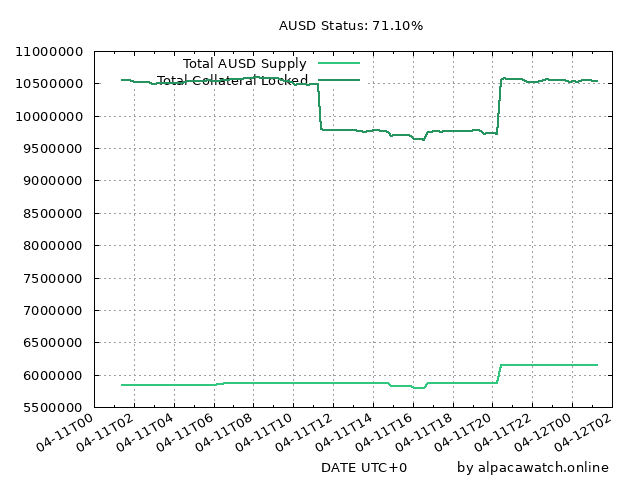 AUSD Status: 71.10%
11000000
Total AUSD Supply
10500000
Total Collateral Locked
10000000
9500000
9000000
8500000
8000000
7500000
7000000
6500000
6000000
5500000
04-11T00
04-11T02
04-11T04
04-11T06
04-11T08
04-11T10
04-11T12
04-11T14
04-11T16
04-11T18
04-11T20
04-11T22
04-12T00
04-12T02
DATE UTC+0
by alpacawatch.online